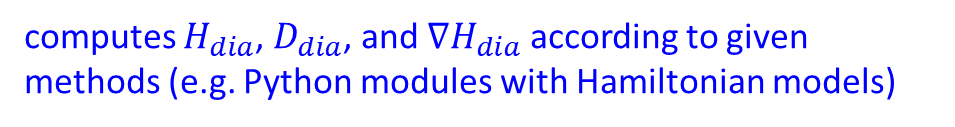 computes H_dia, D_dia, and ∇H_dia according to given
methods (e.g. Python modules with Hamiltonian models)